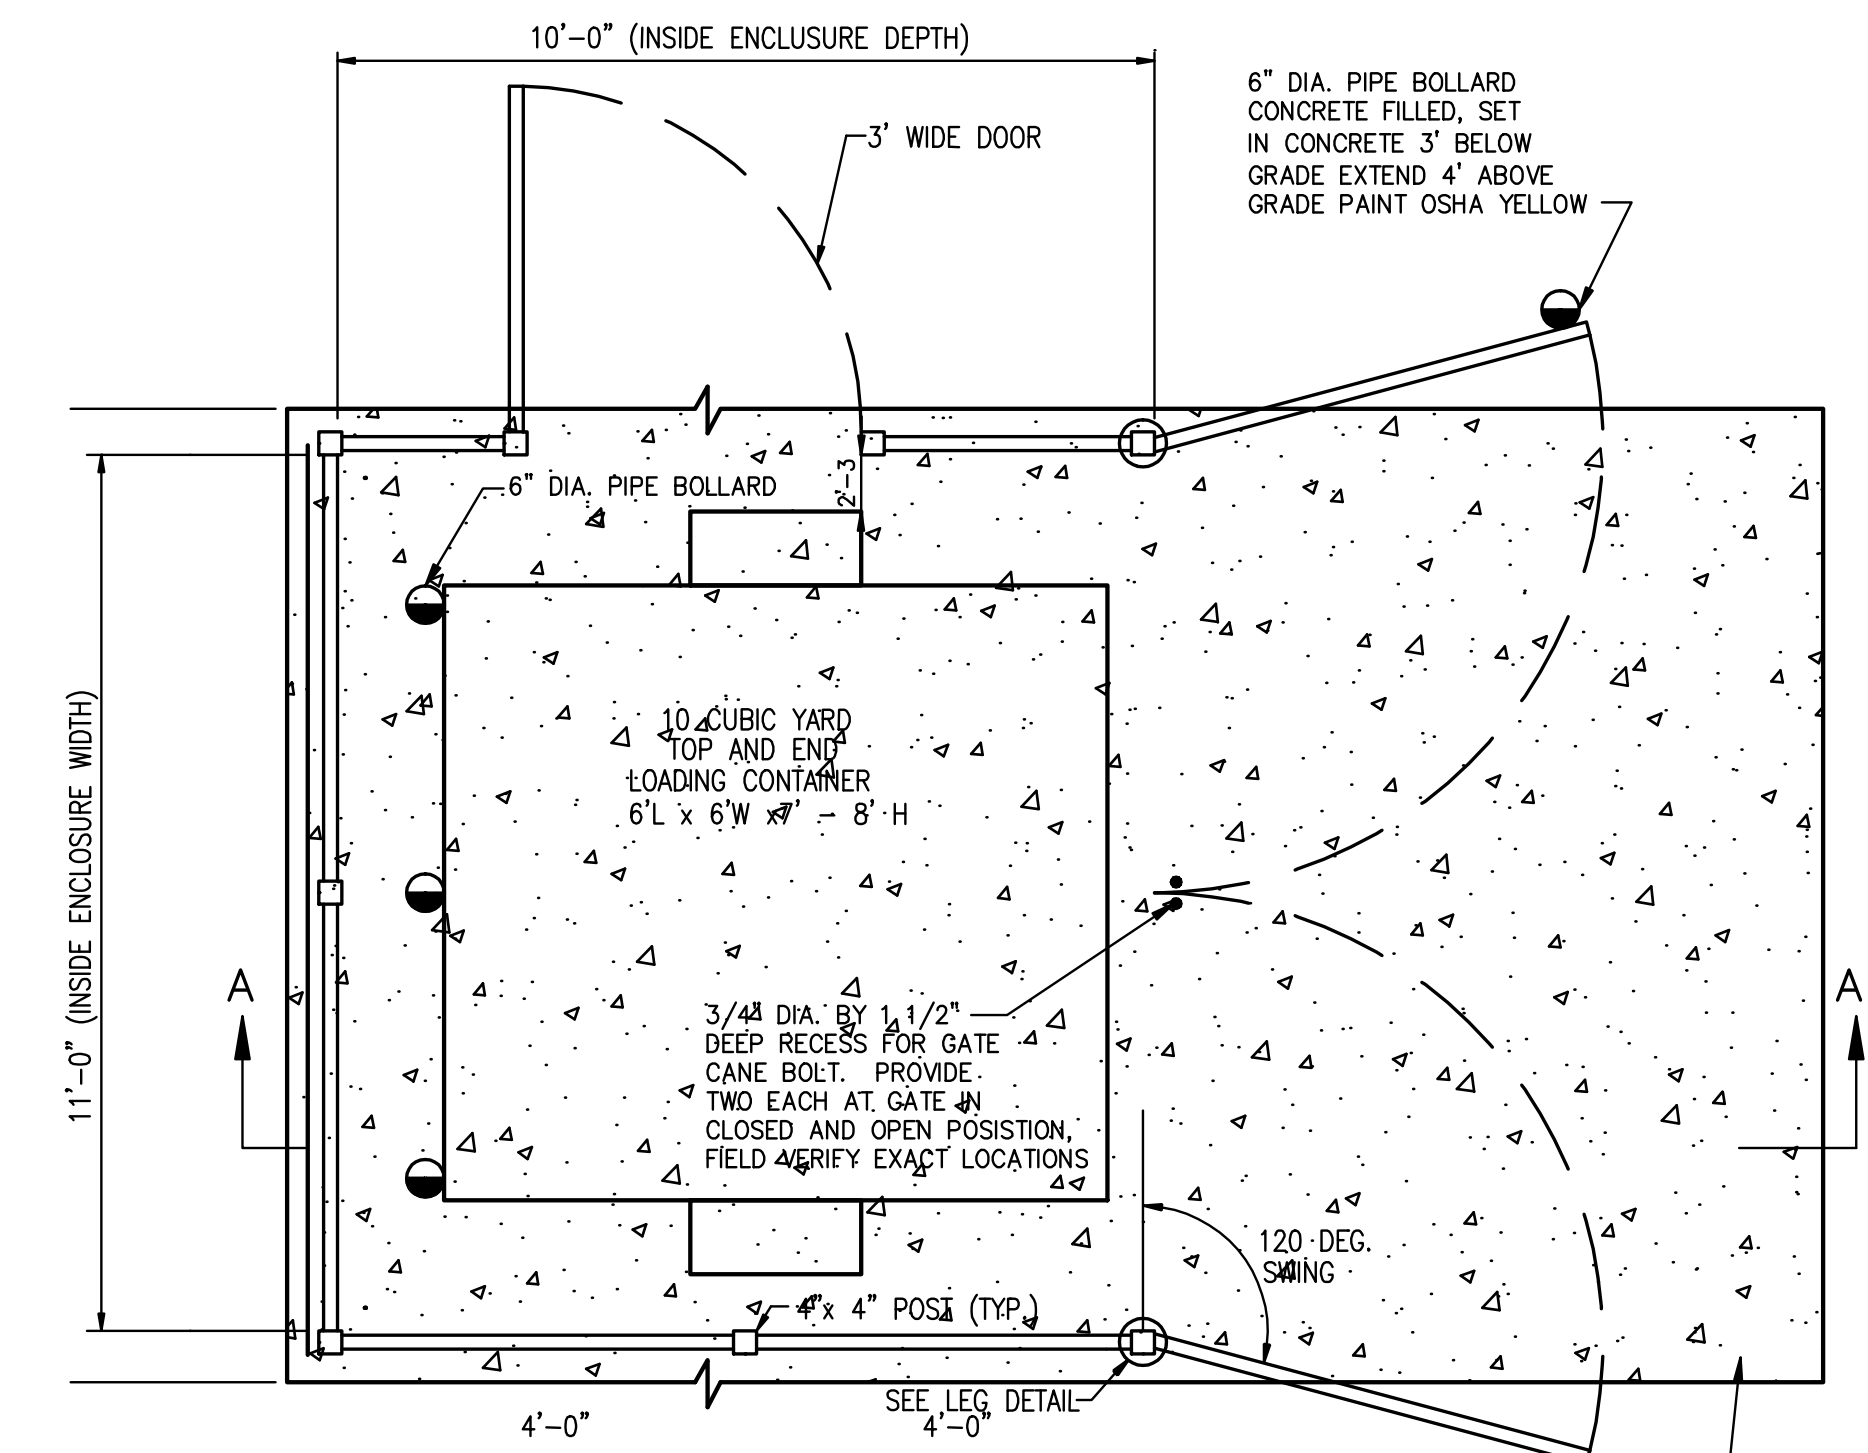 10'-0" (INSIDE ENCLUSURE DEPTH)
6" DIA. PIPE BOLLARD
CONCRETE FILLED, SET
IN CONCRETE 3' BELOW
GRADE EXTEND 4' ABOVE
GRADE PAINT OSHA YELLOW
3' WIDE DOOR
6" DIA. PIPE BOLLARD
2'-3
11'-0" (INSIDE ENCLOSURE WIDTH)
10 CUBIC YARD
TOP AND END
LOADING CONTAINER
6'L x 6'W x7' - 8' H
A
A
3/4" DIA. BY 1 1/2"
DEEP RECESS FOR GATE
CANE BOLT. PROVIDE
TWO EACH AT GATE IN
CLOSED AND OPEN POSISTION,
FIELD VERIFY EXACT LOCATIONS
120 DEG.
SWING
4"x 4" POST (TYP.)
SEE LEG DETAIL
4'-0"
4'-0"